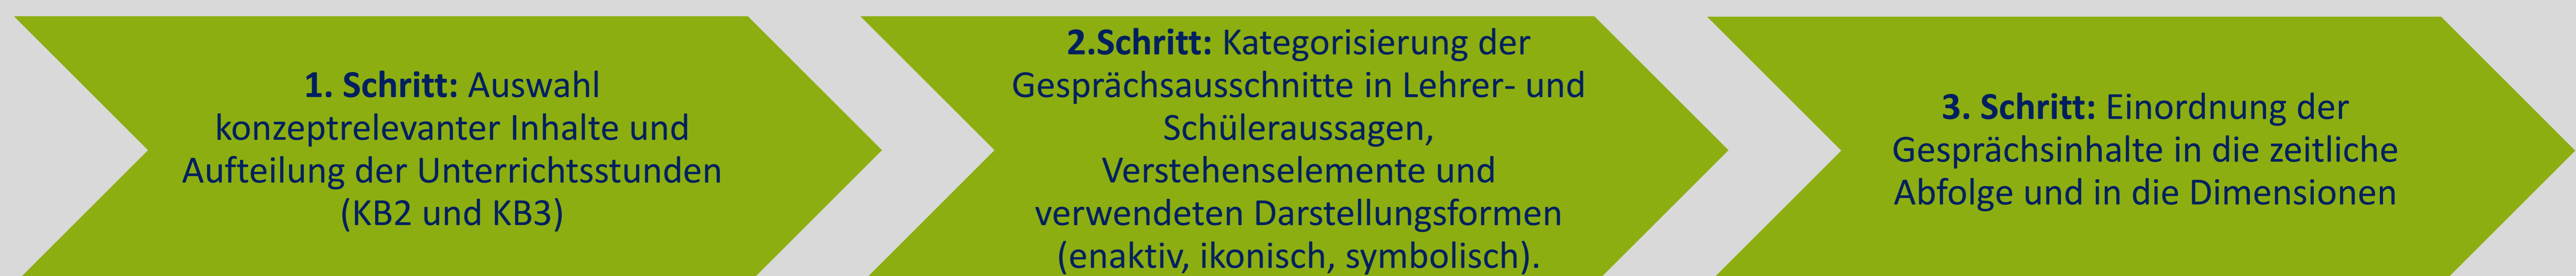 1. Schritt: Auswahl
konzeptrelevanter Inhalte und
Aufteilung der Unterrichtsstunden
(KB2 und KB3)
2.Schritt: Kategorisierung der
Gesprächsausschnitte in Lehrer- und
Schüleraussagen,
Verstehenselemente und
verwendeten Darstellungsformen
(enaktiv, ikonisch, symbolisch).
3. Schritt: Einordnung der
Gesprächsinhalte in die zeitliche
Abfolge und in die Dimensionen